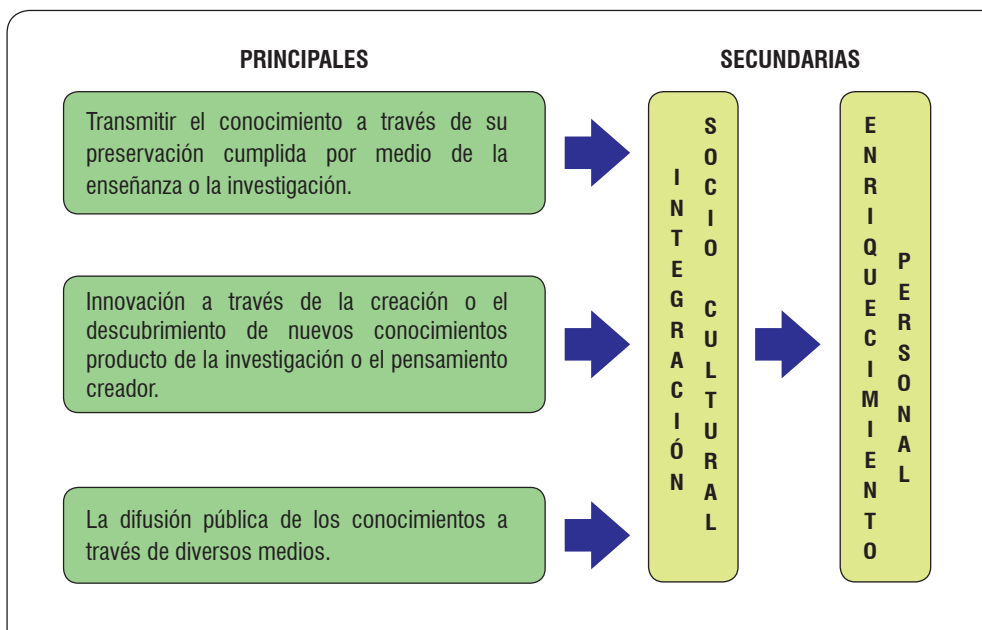 PRINCIPALES
Transmitir el conocimiento a través de su
preservación cumplida por medio de la
enseñanza o la investigación.
Innovación a través de la creación o el
descubrimiento de nuevos conocimientos
producto de la investigación o el pensamiento
creador.
La difusión pública de los conocimientos a
través de diversos medios.
SECUNDARIAS
INTEGRACIÓN
SOCIO CULTURAL
ENRIQUECIMIENTO
PERSONAL